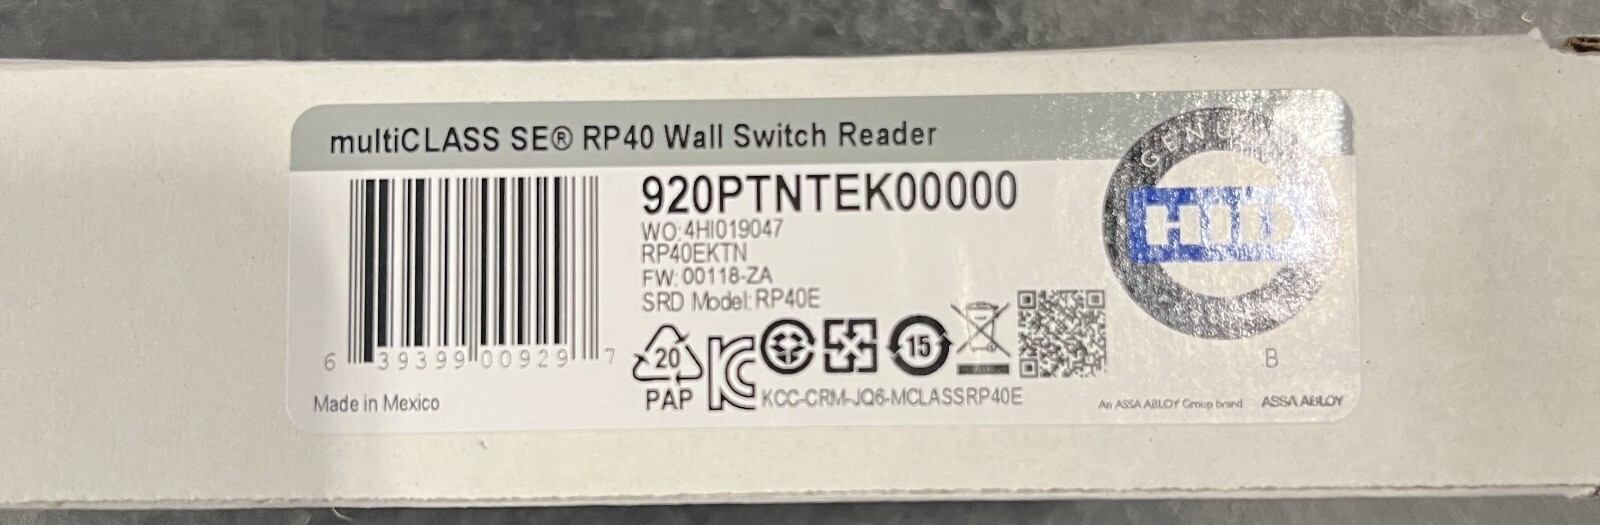 multiCLASS SE® RP40 Wall Switch Reader
920PTNTEK00000
WO: 4HI019047
RP40EKTN
FW: 00118-ZA
SRD Model: RP40E
6 39399 00929 7
20
PAP
15
KCC-CRM-JQ6-MCLASSRP40E
Made in Mexico
HID
B
An ASSA ABLOY Group brand
ASSA ABLOY